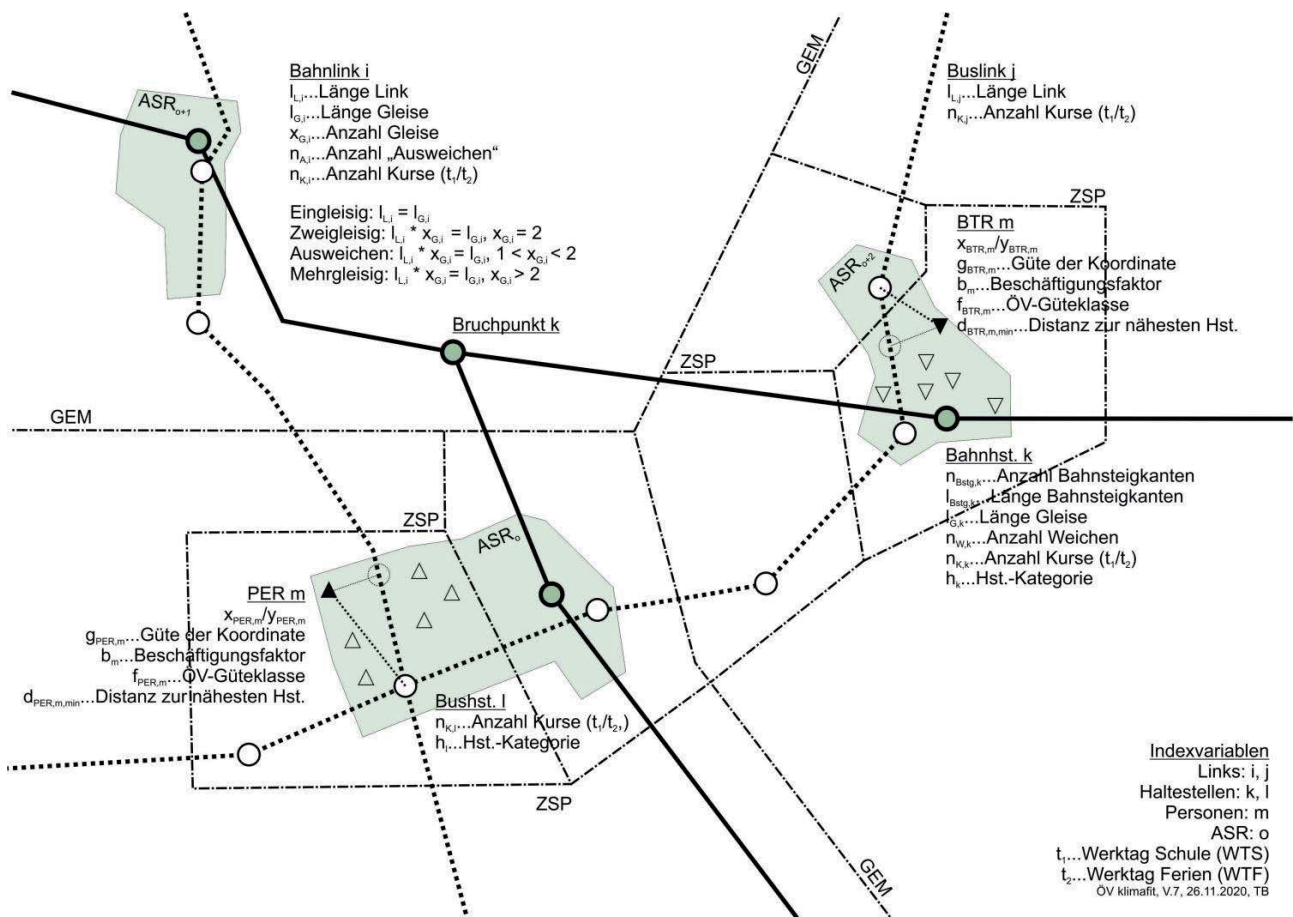 Bahnlink i
l_L,i...Länge Link
l_G,i...Länge Gleise
x_G,i...Anzahl Gleise
n_A,i...Anzahl „Ausweichen“
n_K,i...Anzahl Kurse (t₁/t₂)
Eingleisig: l_L,i = l_G,i
Zweigleisig: l_L,i * x_G,i = l_G,i, x_G,i = 2
Ausweichen: l_L,i * x_G,i = l_G,i, 1 < x_G,i < 2
Mehrgleisig: l_L,i * x_G,i = l_G,i, x_G,i > 2
ASR_o+1
GEM
Buslink j
l_L,j...Länge Link
n_K,j...Anzahl Kurse (t₁/t₂)
ZSP
BTR m
x_BTR,m/y_BTR,m
g_BTR,m...Güte der Koordinate
b_m...Beschäftigungsfaktor
f_BTR,m...ÖV-Güteklasse
d_BTR,m,min...Distanz zur nähesten Hst.
ASR_o+2
Bruchpunkt k
ZSP
GEM
Bahnhst. k
n_Bstg,k...Anzahl Bahnsteigkanten
l_Bstg,k...Länge Bahnsteigkanten
l_G,k...Länge Gleise
n_W,k...Anzahl Weichen
n_K,k...Anzahl Kurse (t₁/t₂)
h_k...Hst.-Kategorie
ZSP
ASR_o
PER m
x_PER,m/y_PER,m
g_PER,m...Güte der Koordinate
b_m...Beschäftigungsfaktor
f_PER,m...ÖV-Güteklasse
d_PER,m,min...Distanz zur nähesten Hst.
Bushst. l
n_K,l...Anzahl Kurse (t₁/t₂,)
h_l...Hst.-Kategorie
ZSP
GEM
Indexvariablen
Links: i, j
Haltestellen: k, l
Personen: m
ASR: o
t₁...Werktag Schule (WTS)
t₂...Werktag Ferien (WTF)
ÖV klimafit, V.7, 26.11.2020, TB